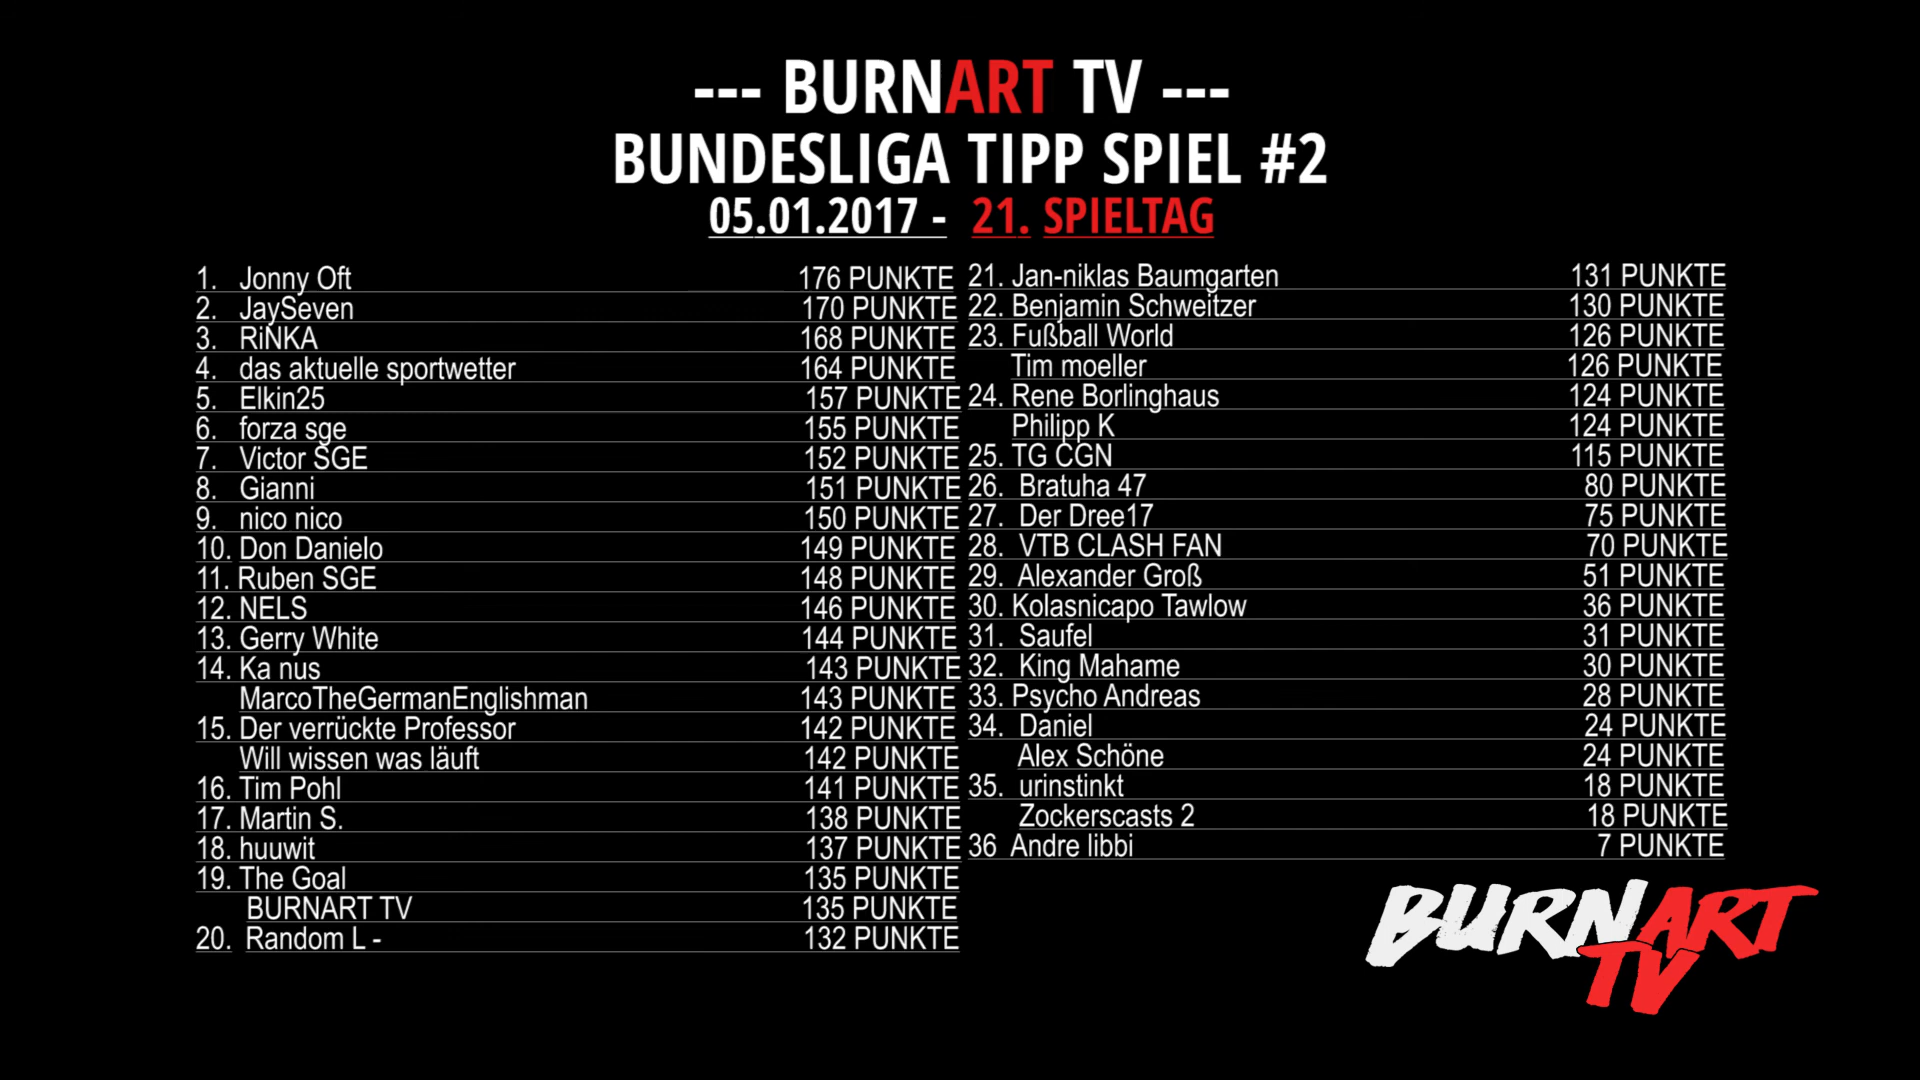 --- BURNART TV ---
BUNDESLIGA TIPP SPIEL #2
05.01.2017 - 21. SPIELTAG
1. Jonny Oft 176 PUNKTE
2. JaySeven 170 PUNKTE
3. RiNKA 168 PUNKTE
4. das aktuelle sportwetter 164 PUNKTE
5. Elkin25 157 PUNKTE
6. forza sge 155 PUNKTE
7. Victor SGE 152 PUNKTE
8. Gianni 151 PUNKTE
9. nico nico 150 PUNKTE
10. Don Danielo 149 PUNKTE
11. Ruben SGE 148 PUNKTE
12. NELS 146 PUNKTE
13. Gerry White 144 PUNKTE
14. Ka nus 143 PUNKTE
MarcoTheGermanEnglishman 143 PUNKTE
15. Der verrückte Professor 142 PUNKTE
Will wissen was läuft 142 PUNKTE
16. Tim Pohl 141 PUNKTE
17. Martin S. 138 PUNKTE
18. huuwit 137 PUNKTE
19. The Goal 135 PUNKTE
BURNART TV 135 PUNKTE
20. Random L - 132 PUNKTE
21. Jan-niklas Baumgarten 131 PUNKTE
22. Benjamin Schweitzer 130 PUNKTE
23. Fußball World 126 PUNKTE
Tim moeller 126 PUNKTE
24. Rene Borlinghaus 124 PUNKTE
Philipp K 124 PUNKTE
25. TG CGN 115 PUNKTE
26. Bratuha 47 80 PUNKTE
27. Der Dree17 75 PUNKTE
28. VTB CLASH FAN 70 PUNKTE
29. Alexander Groß 51 PUNKTE
30. Kolasnicapo Tawlow 36 PUNKTE
31. Saufel 31 PUNKTE
32. King Mahame 30 PUNKTE
33. Psycho Andreas 28 PUNKTE
34. Daniel 24 PUNKTE
Alex Schöne 24 PUNKTE
35. urinstinkt 18 PUNKTE
Zockerscasts 2 18 PUNKTE
36 Andre libbi 7 PUNKTE
BURNART
TV